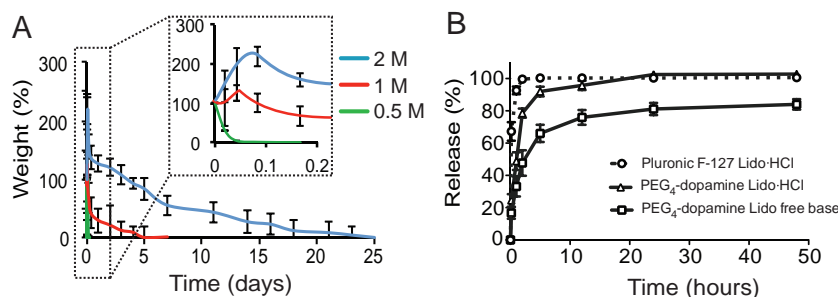 A
Weight (%)
300
200
100
0
0 5 10 15 20 25
Time (days)
300
200
100
0
0 0.1 0.2
2 M
1 M
0.5 M
B
Release (%)
100
80
60
40
20
0
0 10 20 30 40 50
Time (hours)
Pluronic F-127 Lido·HCl
PEG₄-dopamine Lido·HCl
PEG₄-dopamine Lido free base